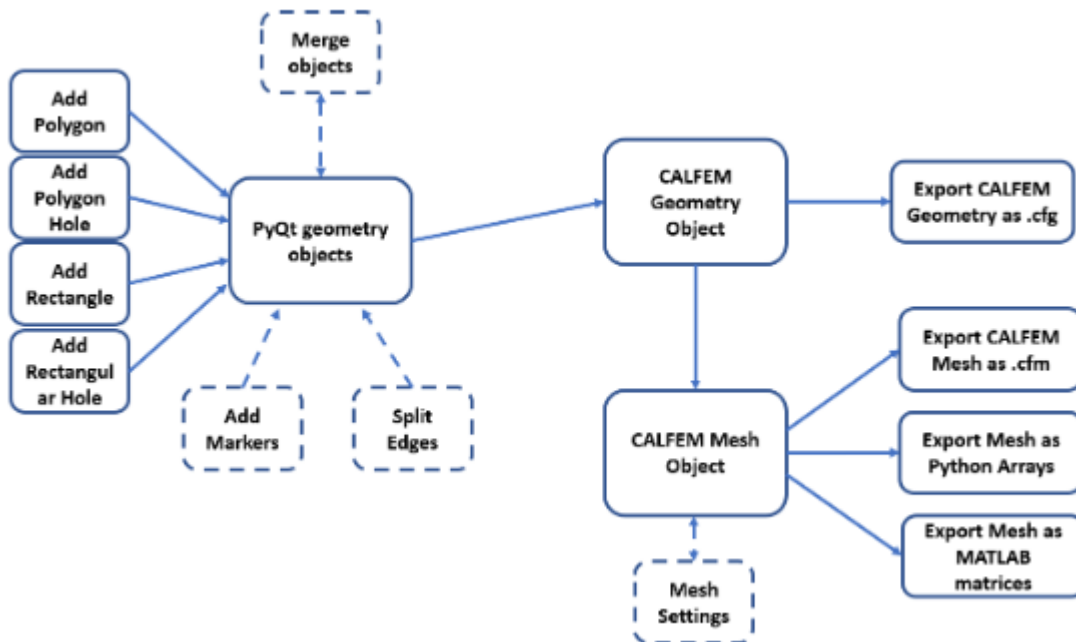 Merge
objects
Add
Polygon
Add
Polygon
Hole
Add
Rectangle
Add
Rectangul
ar Hole
PyQt geometry
objects
Add
Markers
Split
Edges
CALFEM
Geometry
Object
Export CALFEM
Geometry as .cfg
CALFEM Mesh
Object
Export CALFEM
Mesh as .cfm
Export Mesh as
Python Arrays
Export Mesh as
MATLAB
matrices
Mesh
Settings